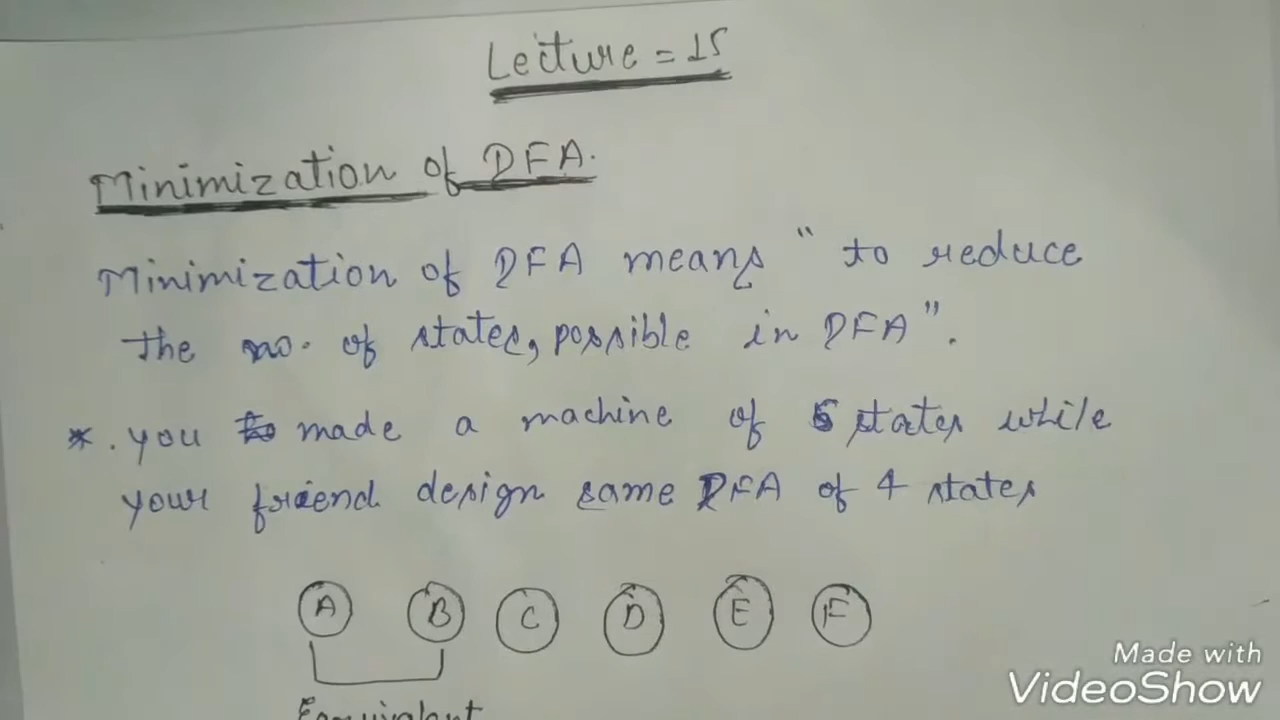 Lecture = 15
Minimization of DFA.
Minimization of DFA means " to reduce
the no. of states, possible in DFA".
*. you made a machine of 5 states while
your friend design same DFA of 4 states
A B C D E F
Eqquivalent
Made with
VideoShow